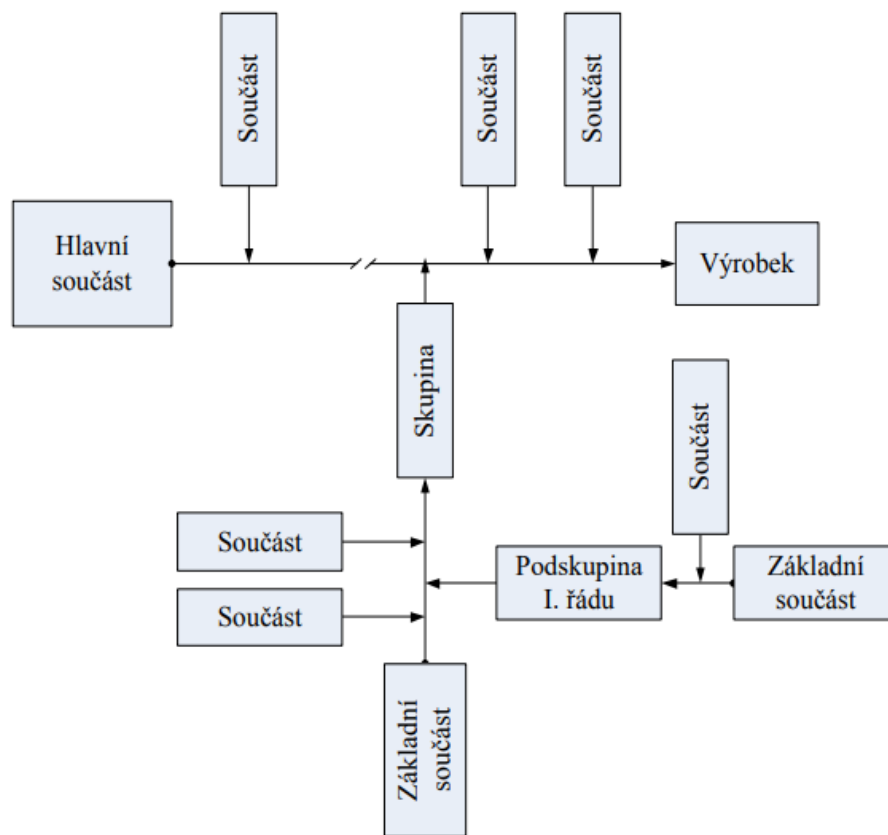 Součást
Součást
Součást
Hlavní
součást
Výrobek
Skupina
Součást
Součást
Podskupina
I. řádu
Základní
součást
Součást
Základní
součást